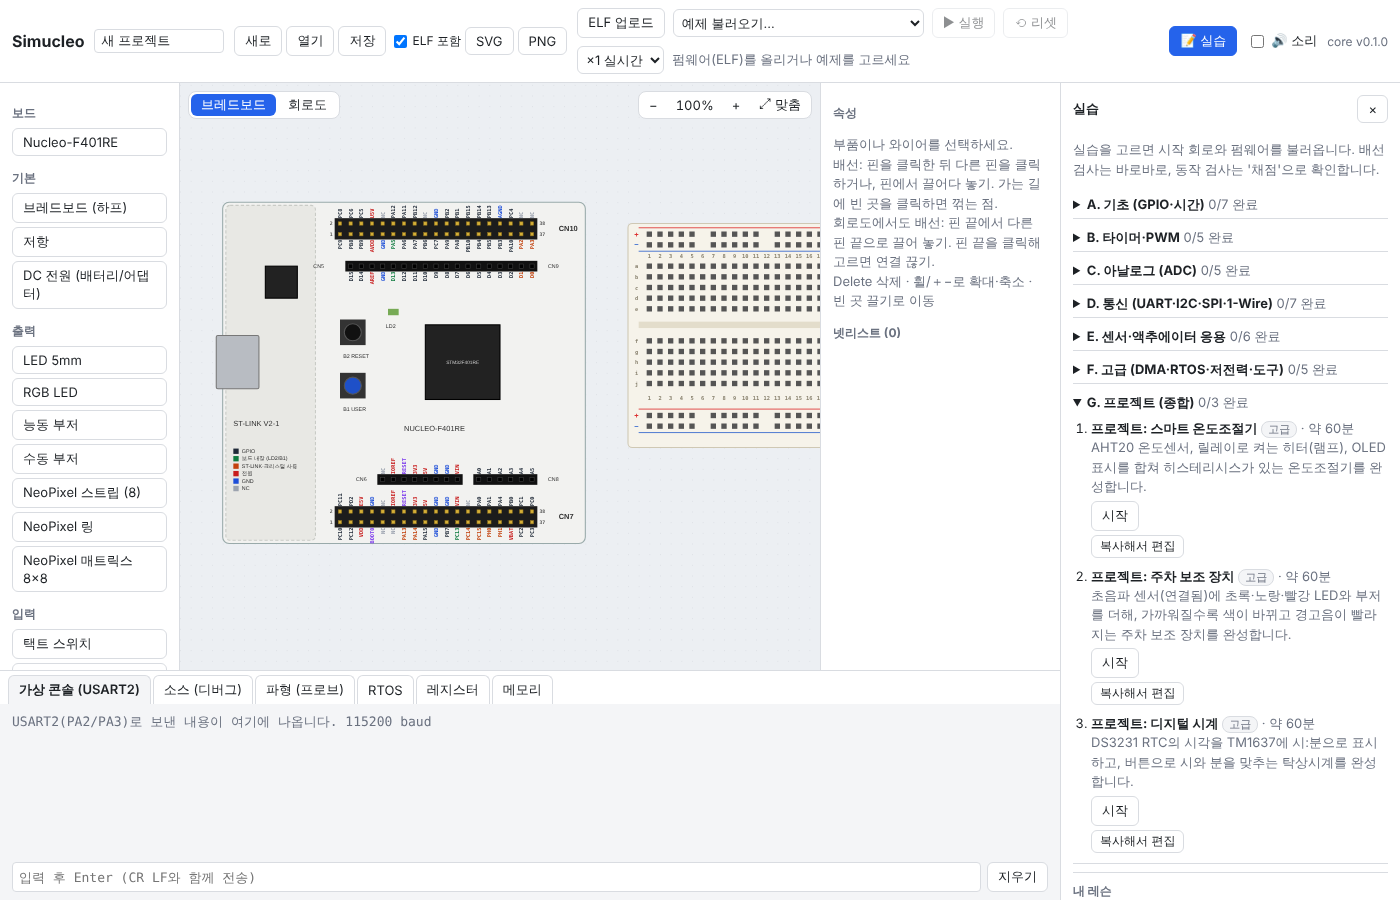 Simucleo
새 프로젝트
새로
열기
저장
ELF 포함
SVG
PNG
ELF 업로드
예제 불러오기...
▶ 실행
⟲ 리셋
×1 실시간
펌웨어(ELF)를 올리거나 예제를 고르세요
📝 실습
🔊 소리
core v0.1.0
보드
Nucleo-F401RE
기본
브레드보드 (하프)
저항
DC 전원 (배터리/어댑
터)
출력
LED 5mm
RGB LED
능동 부저
수동 부저
NeoPixel 스트립 (8)
NeoPixel 링
NeoPixel 매트릭스
8×8
입력
택트 스위치
브레드보드
회로도
−
100%
+
⤢ 맞춤
CN10
CN5
CN9
LD2
B2 RESET
STM32F401RE
B1 USER
ST-LINK V2-1
NUCLEO-F401RE
GPIO
보드 내장 (LD2/B1)
ST-LINK·크리스털 사용
전원
GND
NC
CN6
CN8
CN7
속성
부품이나 와이어를 선택하세요.
배선: 핀을 클릭한 뒤 다른 핀을 클릭
하거나, 핀에서 끌어다 놓기. 가는 길
에 빈 곳을 클릭하면 꺾는 점.
회로도에서도 배선: 핀 끝에서 다른
핀 끝으로 끌어 놓기. 핀 끝을 클릭해
고르면 연결 끊기.
Delete 삭제 · 휠/＋−로 확대·축소 ·
빈 곳 끌기로 이동
넷리스트 (0)
실습
×
실습을 고르면 시작 회로와 펌웨어를 불러옵니다. 배선
검사는 바로바로, 동작 검사는 '채점'으로 확인합니다.
▶ A. 기초 (GPIO·시간) 0/7 완료
▶ B. 타이머·PWM 0/5 완료
▶ C. 아날로그 (ADC) 0/5 완료
▶ D. 통신 (UART·I2C·SPI·1-Wire) 0/7 완료
▶ E. 센서·액추에이터 응용 0/6 완료
▶ F. 고급 (DMA·RTOS·저전력·도구) 0/5 완료
▼ G. 프로젝트 (종합) 0/3 완료
1. 프로젝트: 스마트 온도조절기 고급 · 약 60분
AHT20 온도센서, 릴레이로 켜는 히터(램프), OLED
표시를 합쳐 히스테리시스가 있는 온도조절기를 완
성합니다.
시작
복사해서 편집
2. 프로젝트: 주차 보조 장치 고급 · 약 60분
초음파 센서(연결됨)에 초록·노랑·빨강 LED와 부저
를 더해, 가까워질수록 색이 바뀌고 경고음이 빨라
지는 주차 보조 장치를 완성합니다.
시작
복사해서 편집
3. 프로젝트: 디지털 시계 고급 · 약 60분
DS3231 RTC의 시각을 TM1637에 시:분으로 표시
하고, 버튼으로 시와 분을 맞추는 탁상시계를 완성
합니다.
시작
복사해서 편집
내 레슨
가상 콘솔 (USART2)
소스 (디버그)
파형 (프로브)
RTOS
레지스터
메모리
USART2(PA2/PA3)로 보낸 내용이 여기에 나옵니다. 115200 baud
입력 후 Enter (CR LF와 함께 전송)
지우기